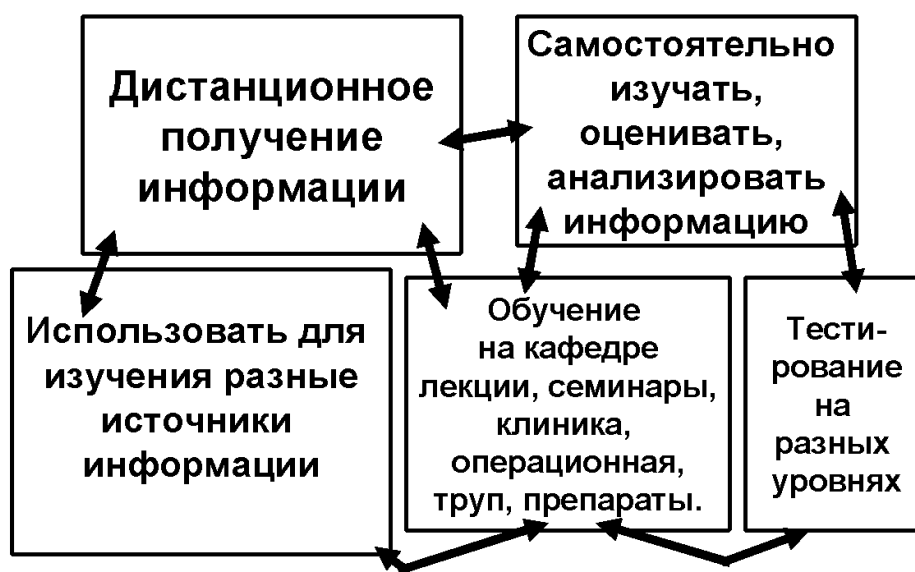 Дистанционное
получение
информации
Самостоятельно
изучать,
оценивать,
анализировать
информацию
Использовать для
изучения разные
источники
информации
Обучение
на кафедре
лекции, семинары,
клиника,
операционная,
труп, препараты.
Тести-
рование
на
разных
уровнях